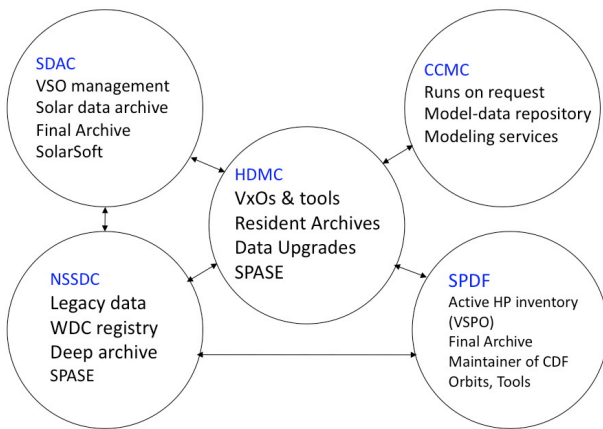 SDAC
VSO management
Solar data archive
Final Archive
SolarSoft
CCMC
Runs on request
Model-data repository
Modeling services
HDMC
VxOs & tools
Resident Archives
Data Upgrades
SPASE
NSSDC
Legacy data
WDC registry
Deep archive
SPASE
SPDF
Active HP inventory
(VSPO)
Final Archive
Maintainer of CDF
Orbits, Tools